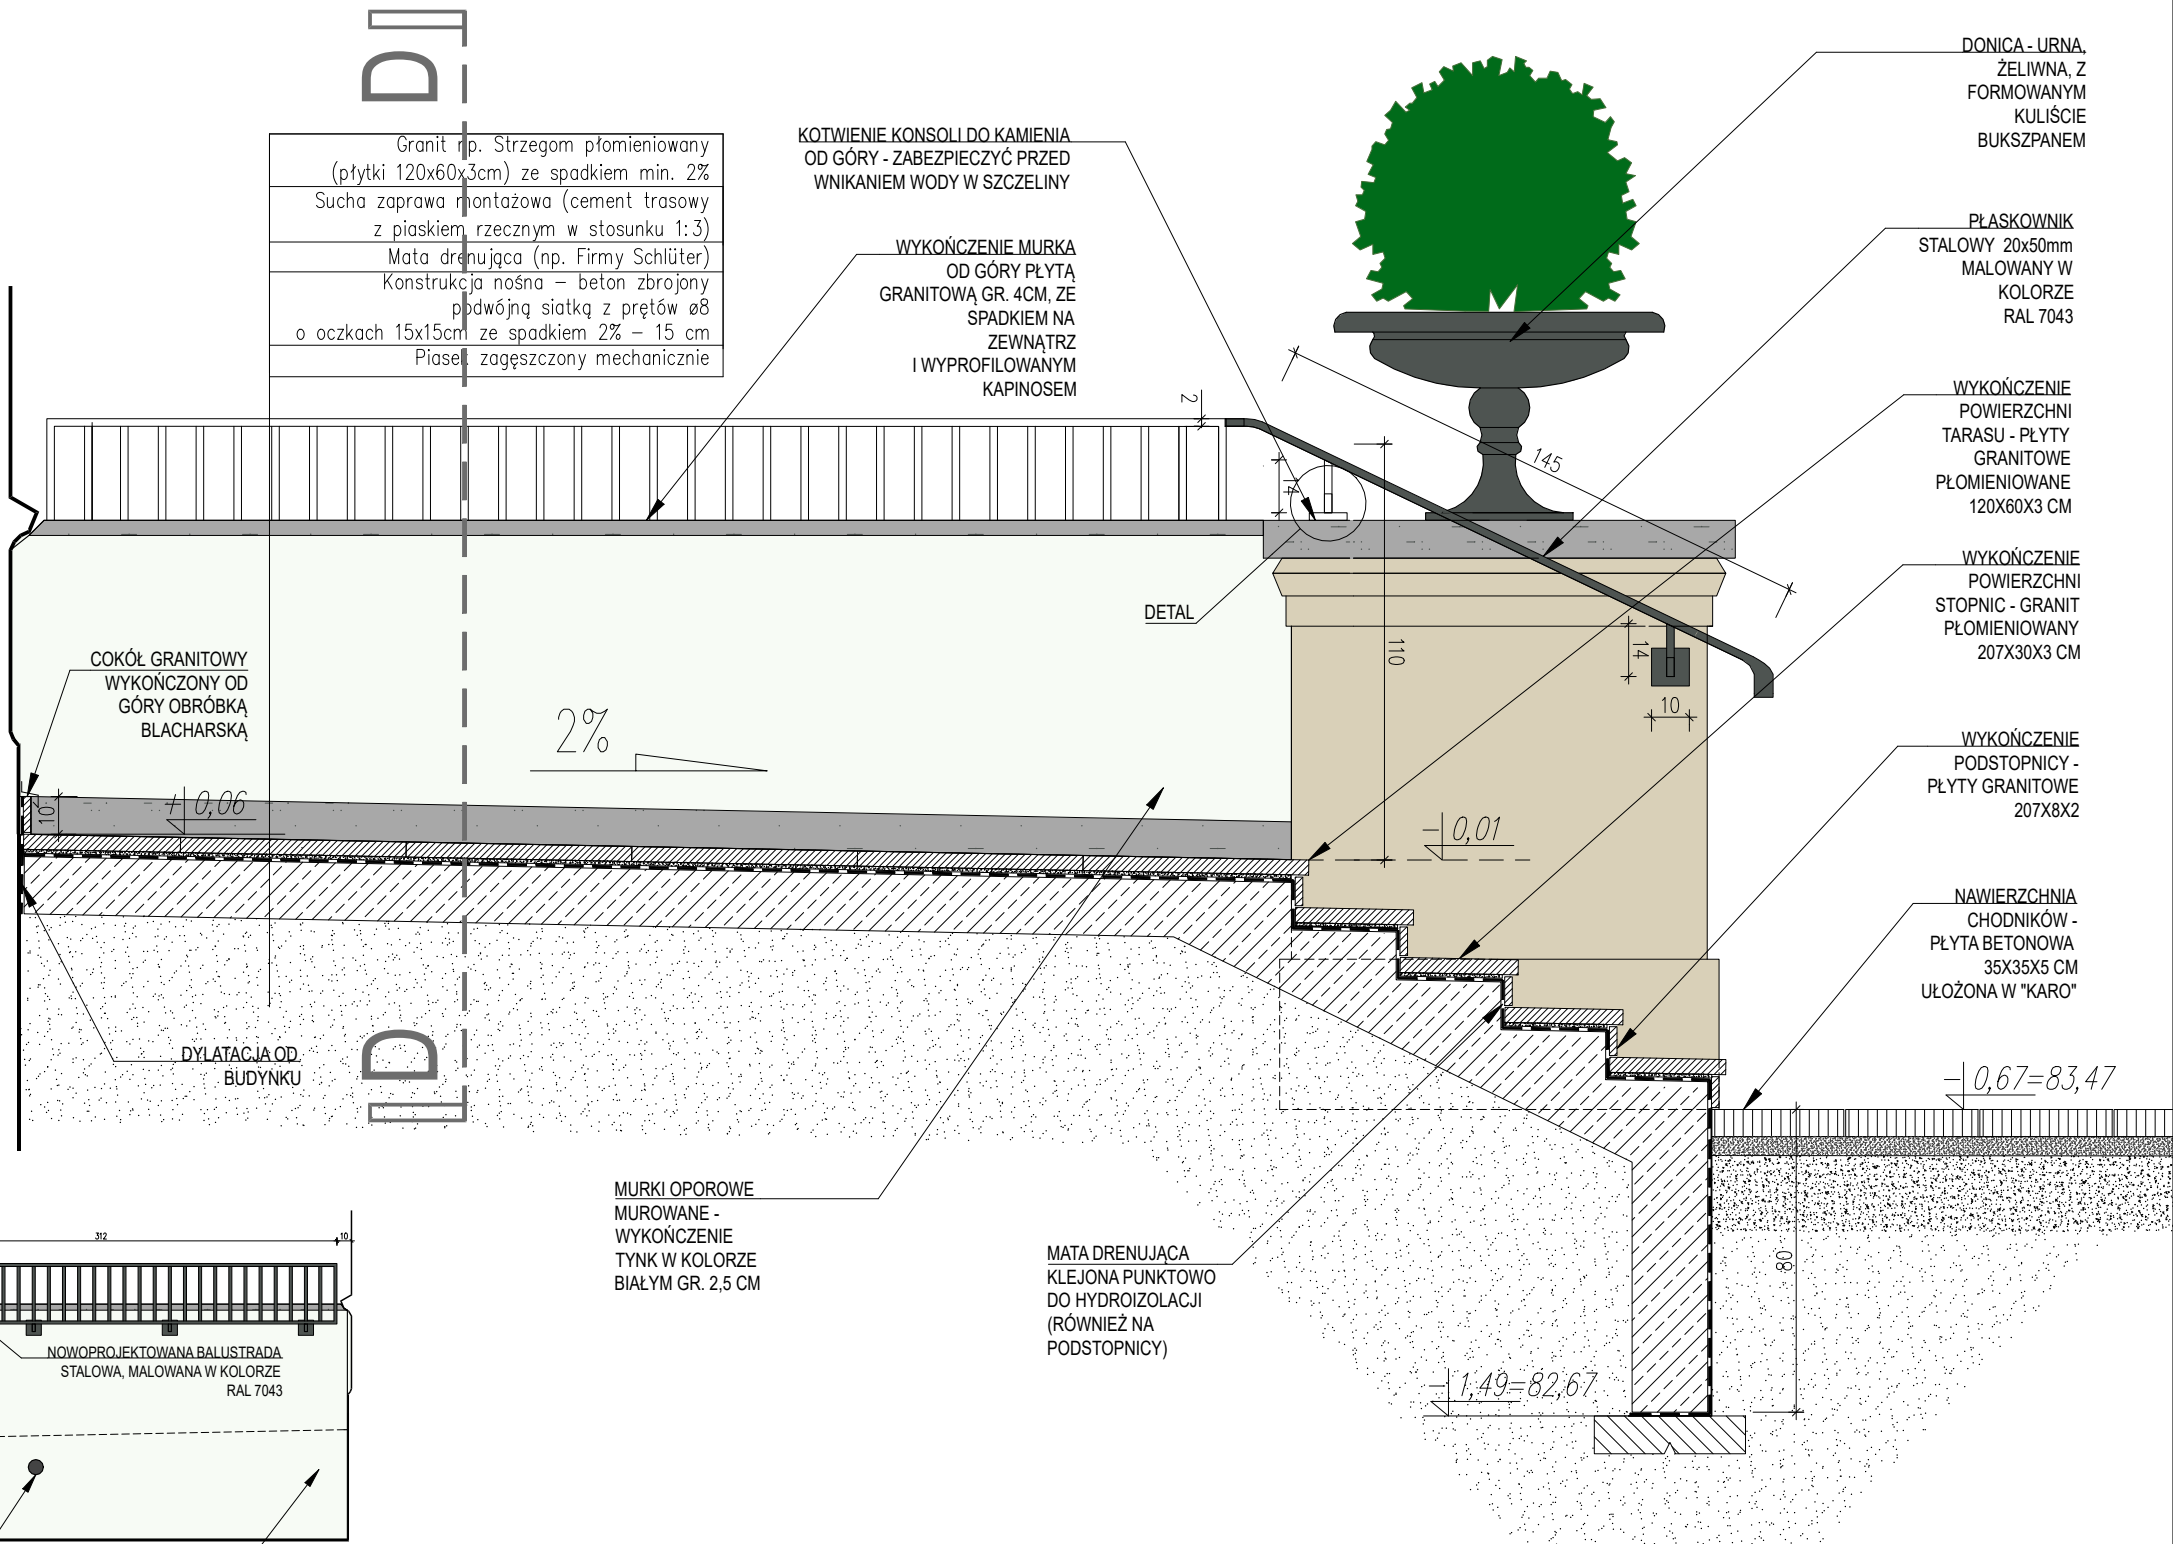 D
Granit np. Strzegom płomieniowany
(płytki 120x60x3cm) ze spadkiem min. 2%
Sucha zaprawa montażowa (cement trasowy
z piaskiem rzecznym w stosunku 1:3)
Mata drenująca (np. Firmy Schlüter)
Konstrukcja nośna – beton zbrojony
podwójną siatką z prętów ø8
o oczkach 15x15cm ze spadkiem 2% – 15 cm
Piasek zagęszczony mechanicznie
KOTWIENIE KONSOLI DO KAMIENIA
OD GÓRY - ZABEZPIECZYĆ PRZED
WNIKANIEM WODY W SZCZELINY
WYKOŃCZENIE MURKA
OD GÓRY PŁYTĄ
GRANITOWĄ GR. 4CM, ZE
SPADKIEM NA
ZEWNĄTRZ
I WYPROFILOWANYM
KAPINOSEM
DONICA - URNA,
ŻELIWNA, Z
FORMOWANYM
KULIŚCIE
BUKSZPANEM
PŁASKOWNIK
STALOWY 20x50mm
MALOWANY W
KOLORZE
RAL 7043
WYKOŃCZENIE
POWIERZCHNI
TARASU - PŁYTY
GRANITOWE
PŁOMIENIOWANE
120X60X3 CM
WYKOŃCZENIE
POWIERZCHNI
STOPNIC - GRANIT
PŁOMIENIOWANY
207X30X3 CM
WYKOŃCZENIE
PODSTOPNICY -
PŁYTY GRANITOWE
207X8X2
NAWIERZCHNIA
CHODNIKÓW -
PŁYTA BETONOWA
35X35X5 CM
UŁOŻONA W "KARO"
2
14
145
110
14
10
DETAL
COKÓŁ GRANITOWY
WYKOŃCZONY OD
GÓRY OBRÓBKĄ
BLACHARSKĄ
2%
10
+0,06
-0,01
DYLATACJA OD
BUDYNKU
D
-0,67=83,47
MURKI OPOROWE
MUROWANE -
WYKOŃCZENIE
TYNK W KOLORZE
BIAŁYM GR. 2,5 CM
MATA DRENUJĄCA
KLEJONA PUNKTOWO
DO HYDROIZOLACJI
(RÓWNIEŻ NA
PODSTOPNICY)
80
-1,49=82,67
312
10
NOWOPROJEKTOWANA BALUSTRADA
STALOWA, MALOWANA W KOLORZE
RAL 7043